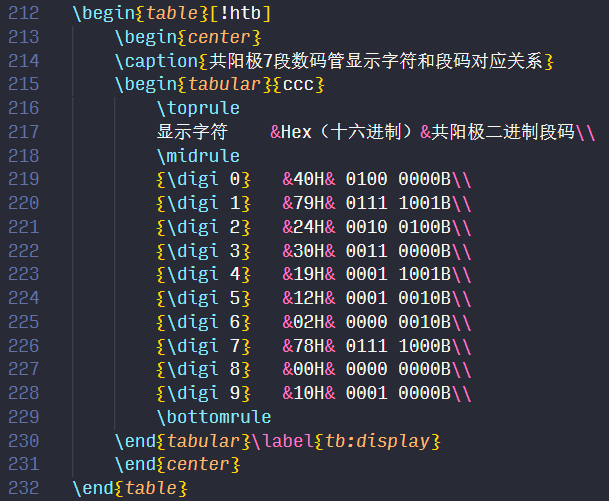 212 \begin{table}[!htb]
213 \begin{center}
214 \caption{共阳极7段数码管显示字符和段码对应关系}
215 \begin{tabular}{ccc}
216 \toprule
217 显示字符 &Hex（十六进制）&共阳极二进制段码\\
218 \midrule
219 {\digi 0} &40H& 0100 0000B\\
220 {\digi 1} &79H& 0111 1001B\\
221 {\digi 2} &24H& 0010 0100B\\
222 {\digi 3} &30H& 0011 0000B\\
223 {\digi 4} &19H& 0001 1001B\\
224 {\digi 5} &12H& 0001 0010B\\
225 {\digi 6} &02H& 0000 0010B\\
226 {\digi 7} &78H& 0111 1000B\\
227 {\digi 8} &00H& 0000 0000B\\
228 {\digi 9} &10H& 0001 0000B\\
229 \bottomrule
230 \end{tabular}\label{tb:display}
231 \end{center}
232 \end{table}